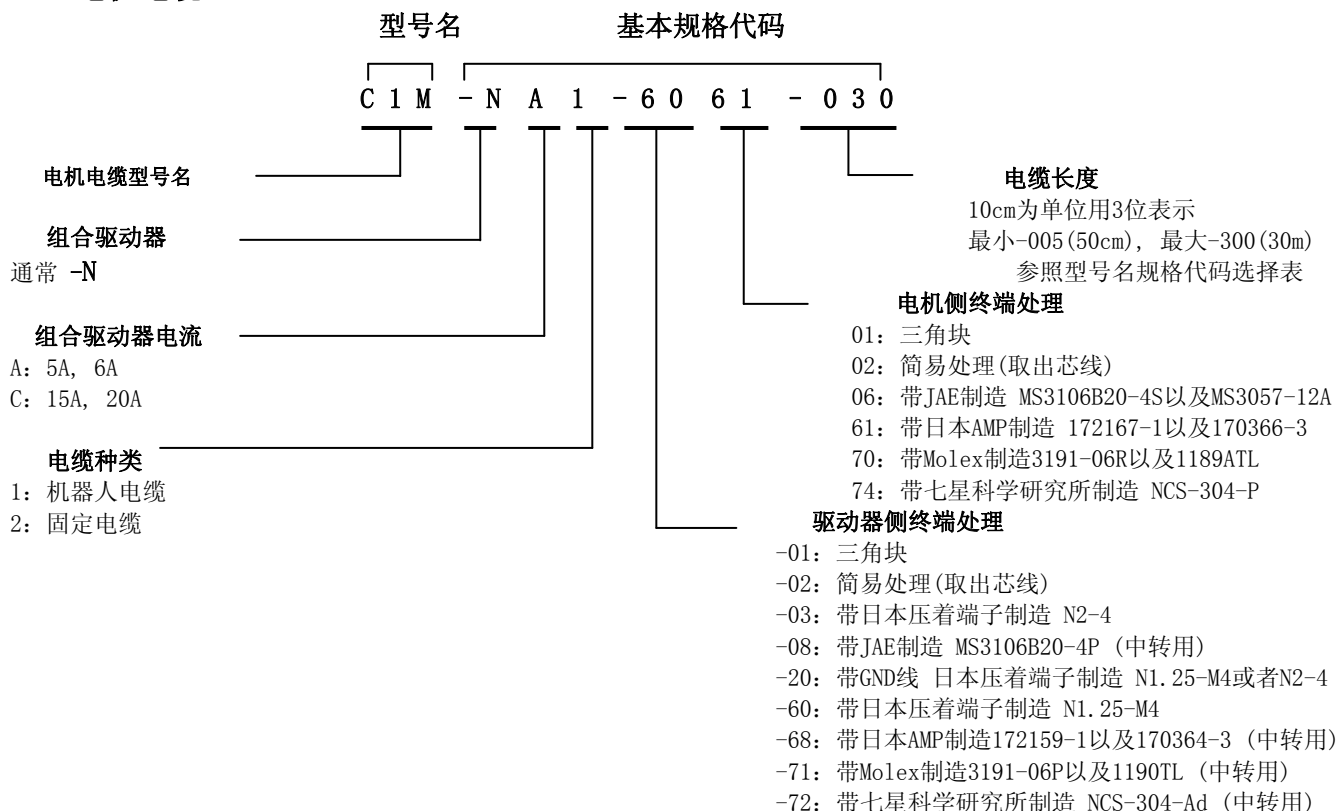 型号名 基本规格代码
C1M -N A 1 -60 61 -030
电机电缆型号名
组合驱动器
通常 -N
组合驱动器电流
A: 5A, 6A
C: 15A, 20A
电缆种类
1: 机器人电缆
2: 固定电缆
电缆长度
10cm为单位用3位表示
最小-005(50cm), 最大-300(30m)
参照型号名规格代码选择表
电机侧终端处理
01: 三角块
02: 简易处理(取出芯线)
06: 带JAE制造 MS3106B20-4S以及MS3057-12A
61: 带日本AMP制造 172167-1以及170366-3
70: 带Molex制造3191-06R以及1189ATL
74: 带七星科学研究所制造 NCS-304-P
驱动器侧终端处理
-01: 三角块
-02: 简易处理(取出芯线)
-03: 带日本压着端子制造 N2-4
-08: 带JAE制造 MS3106B20-4P (中转用)
-20: 带GND线 日本压着端子制造 N1.25-M4或者N2-4
-60: 带日本压着端子制造 N1.25-M4
-68: 带日本AMP制造172159-1以及170364-3 (中转用)
-71: 带Molex制造3191-06P以及1190TL (中转用)
-72: 带七星科学研究所制造 NCS-304-Ad (中转用)